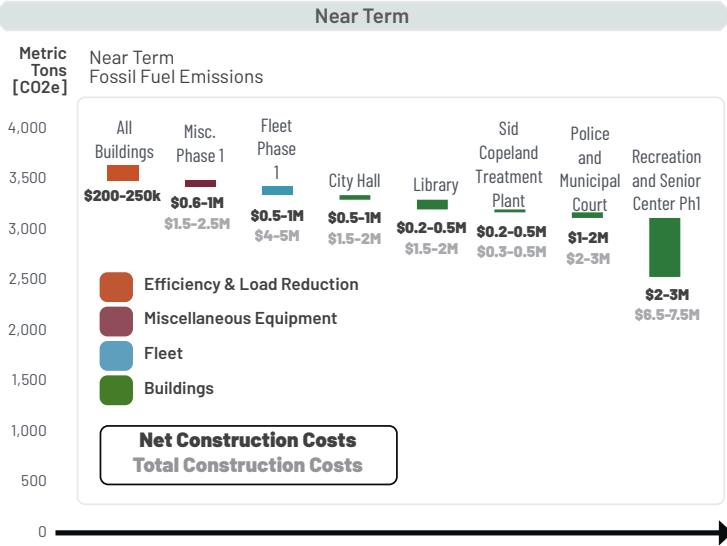 Near Term
Metric
Tons
[CO2e]
Near Term
Fossil Fuel Emissions
4,000
3,500
3,000
2,500
2,000
1,500
1,000
500
0
All
Buildings
$200-250k
Misc.
Phase 1
$0.6-1M
$1.5-2.5M
Fleet
Phase
1
$0.5-1M
$4-5M
City Hall
$0.5-1M
$1.5-2M
Library
$0.2-0.5M
$1.5-2M
Sid
Copeland
Treatment
Plant
$0.2-0.5M
$0.3-0.5M
Police
and
Municipal
Court
$1-2M
$2-3M
Recreation
and Senior
Center Ph1
$2-3M
$6.5-7.5M
Efficiency & Load Reduction
Miscellaneous Equipment
Fleet
Buildings
Net Construction Costs
Total Construction Costs